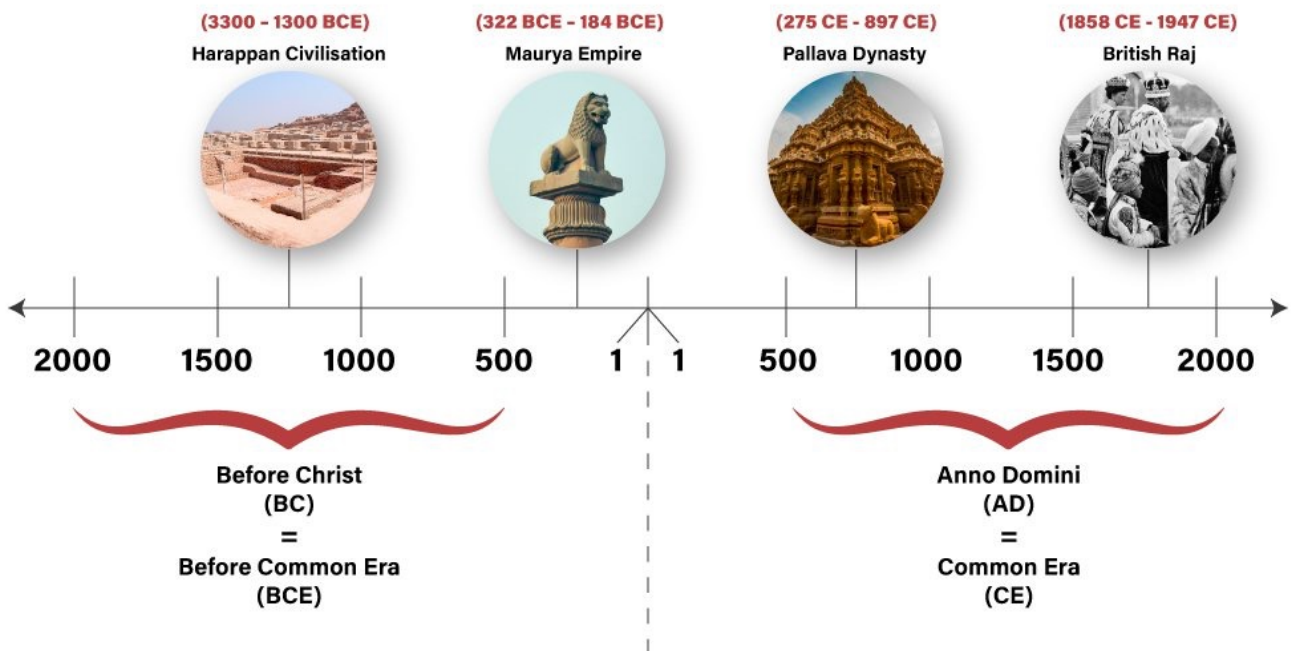 (3300 - 1300 BCE)
Harappan Civilisation
(322 BCE - 184 BCE)
Maurya Empire
(275 CE - 897 CE)
Pallava Dynasty
(1858 CE - 1947 CE)
British Raj
2000 1500 1000 500 1 1 500 1000 1500 2000
Before Christ
(BC)
=
Before Common Era
(BCE)
Anno Domini
(AD)
=
Common Era
(CE)